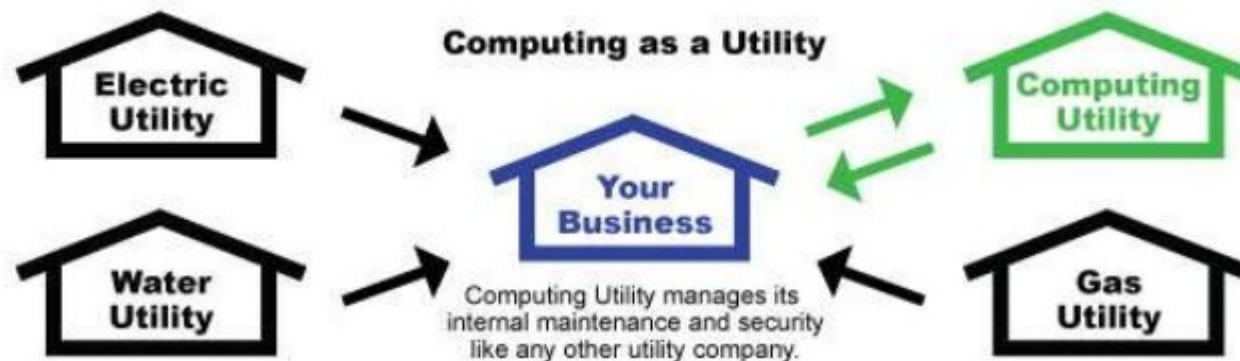 Computing as a Utility
Electric
Utility
Computing
Utility
Your
Business
Water
Utility
Gas
Utility
Computing Utility manages its
internal maintenance and security
like any other utility company.